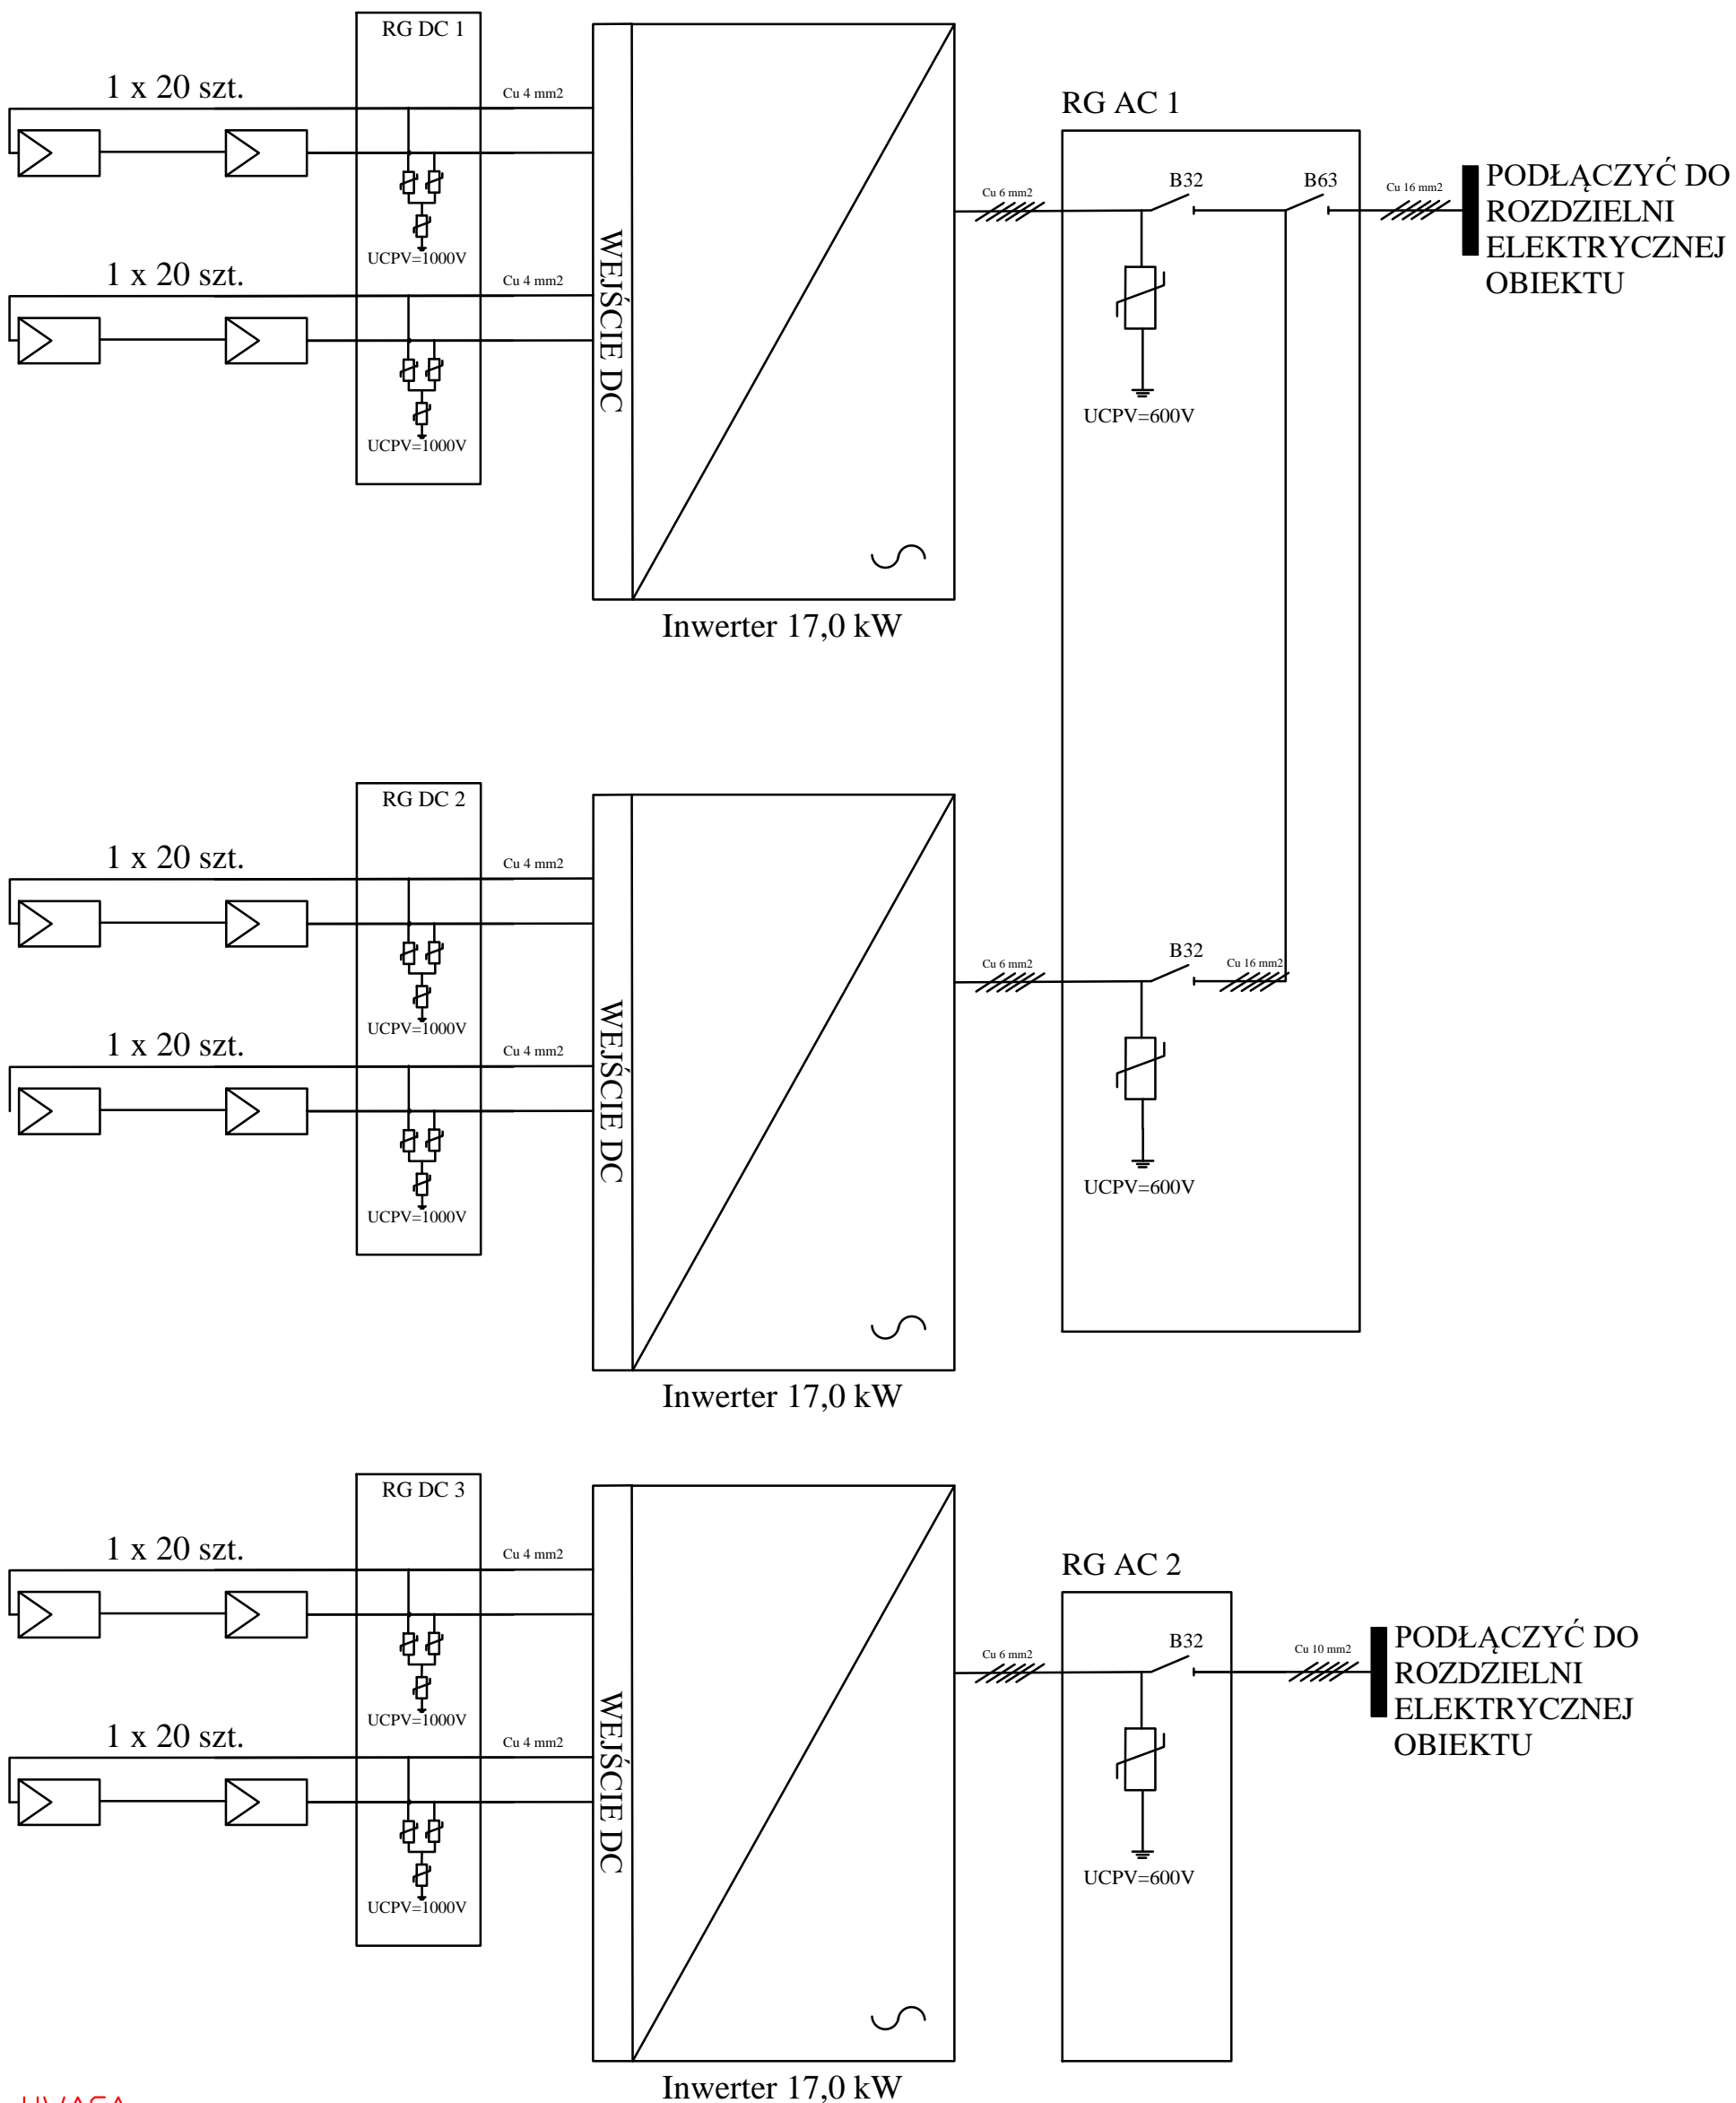 RG DC 1
1 x 20 szt.
Cu 4 mm2
UCPV=1000V
1 x 20 szt.
Cu 4 mm2
UCPV=1000V
WEJŚCIE DC
Inwerter 17,0 kW
RG AC 1
Cu 6 mm2
B32
B63
Cu 16 mm2
UCPV=600V
PODŁĄCZYĆ DO
ROZDZIELNI
ELEKTRYCZNEJ
OBIEKTU
RG DC 2
1 x 20 szt.
Cu 4 mm2
UCPV=1000V
1 x 20 szt.
Cu 4 mm2
UCPV=1000V
WEJŚCIE DC
Inwerter 17,0 kW
Cu 6 mm2
B32
Cu 16 mm2
UCPV=600V
RG DC 3
1 x 20 szt.
Cu 4 mm2
UCPV=1000V
1 x 20 szt.
Cu 4 mm2
UCPV=1000V
WEJŚCIE DC
Inwerter 17,0 kW
RG AC 2
Cu 6 mm2
B32
Cu 10 mm2
UCPV=600V
PODŁĄCZYĆ DO
ROZDZIELNI
ELEKTRYCZNEJ
OBIEKTU